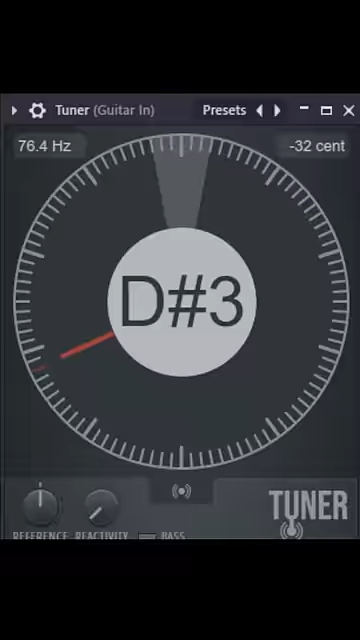 Tuner (Guitar In) Presets
76.4 Hz -32 cent
D#3
TUNER
REFERENCE REACTIVITY BASS